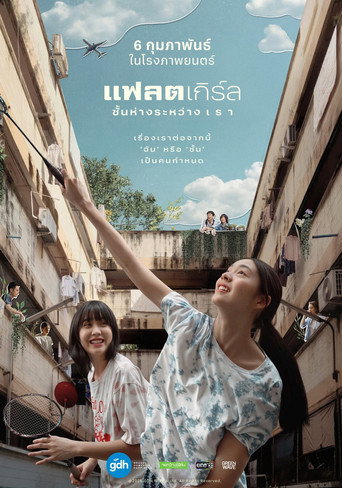 6 กุมภาพันธ์
ในโรงภาพยนตร์
แฟลตเกิร์ล
ชั้นห่างระหว่างเรา
เรื่องเราต่อจากนี้
'ฉัน' หรือ 'ชั้น'
เป็นคนกำหนด
gdh